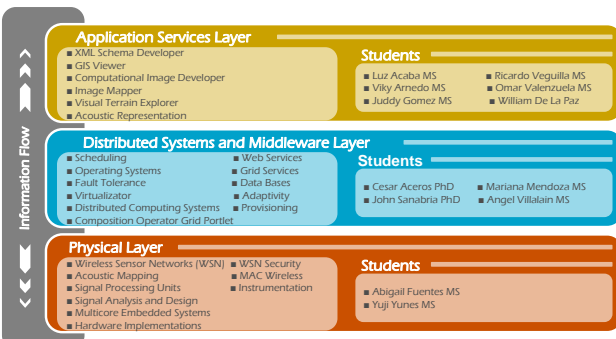 Information Flow
Application Services Layer
■ XML Schema Developer
■ GIS Viewer
■ Computational Image Developer
■ Image Mapper
■ Visual Terrain Explorer
■ Acoustic Representation
Students
■ Luz Acaba MS ■ Ricardo Veguilla MS
■ Viky Arnedo MS ■ Omar Valenzuela MS
■ Juddy Gomez MS ■ William De La Paz
Distributed Systems and Middleware Layer
■ Scheduling ■ Web Services
■ Operating Systems ■ Grid Services
■ Fault Tolerance ■ Data Bases
■ Virtualizator ■ Adaptivity
■ Distributed Computing Systems ■ Provisioning
■ Composition Operator Grid Portlet
Students
■ Cesar Aceros PhD ■ Mariana Mendoza MS
■ John Sanabria PhD ■ Angel Villalain MS
Physical Layer
■ Wireless Sensor Networks (WSN) ■ WSN Security
■ Acoustic Mapping ■ MAC Wireless
■ Signal Processing Units ■ Instrumentation
■ Signal Analysis and Design
■ Multicore Embedded Systems
■ Hardware Implementations
Students
■ Abigail Fuentes MS
■ Yuji Yunes MS